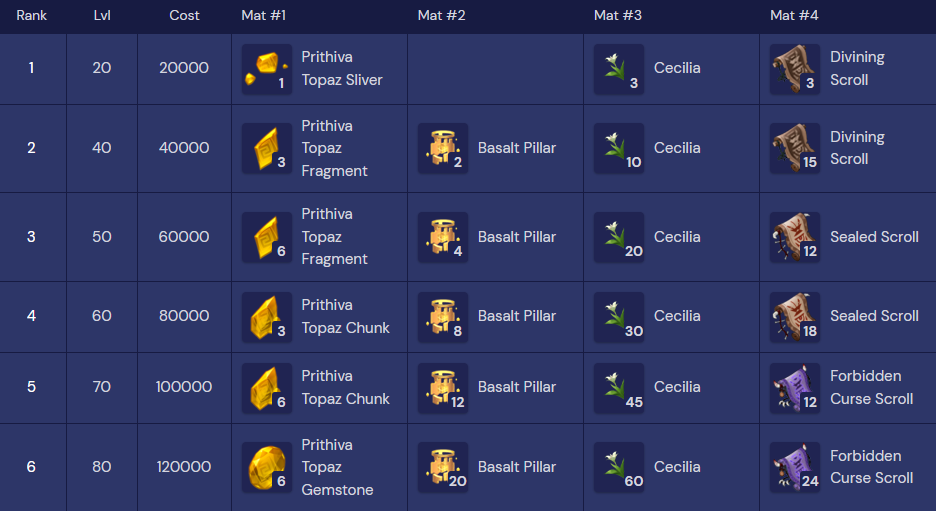 Rank Lvl Cost Mat #1 Mat #2 Mat #3 Mat #4
1 20 20000 1 Prithiva Topaz Sliver 3 Cecilia 3 Divining Scroll
2 40 40000 3 Prithiva Topaz Fragment 2 Basalt Pillar 10 Cecilia 15 Divining Scroll
3 50 60000 6 Prithiva Topaz Fragment 4 Basalt Pillar 20 Cecilia 12 Sealed Scroll
4 60 80000 3 Prithiva Topaz Chunk 8 Basalt Pillar 30 Cecilia 18 Sealed Scroll
5 70 100000 6 Prithiva Topaz Chunk 12 Basalt Pillar 45 Cecilia 12 Forbidden Curse Scroll
6 80 120000 6 Prithiva Topaz Gemstone 20 Basalt Pillar 60 Cecilia 24 Forbidden Curse Scroll